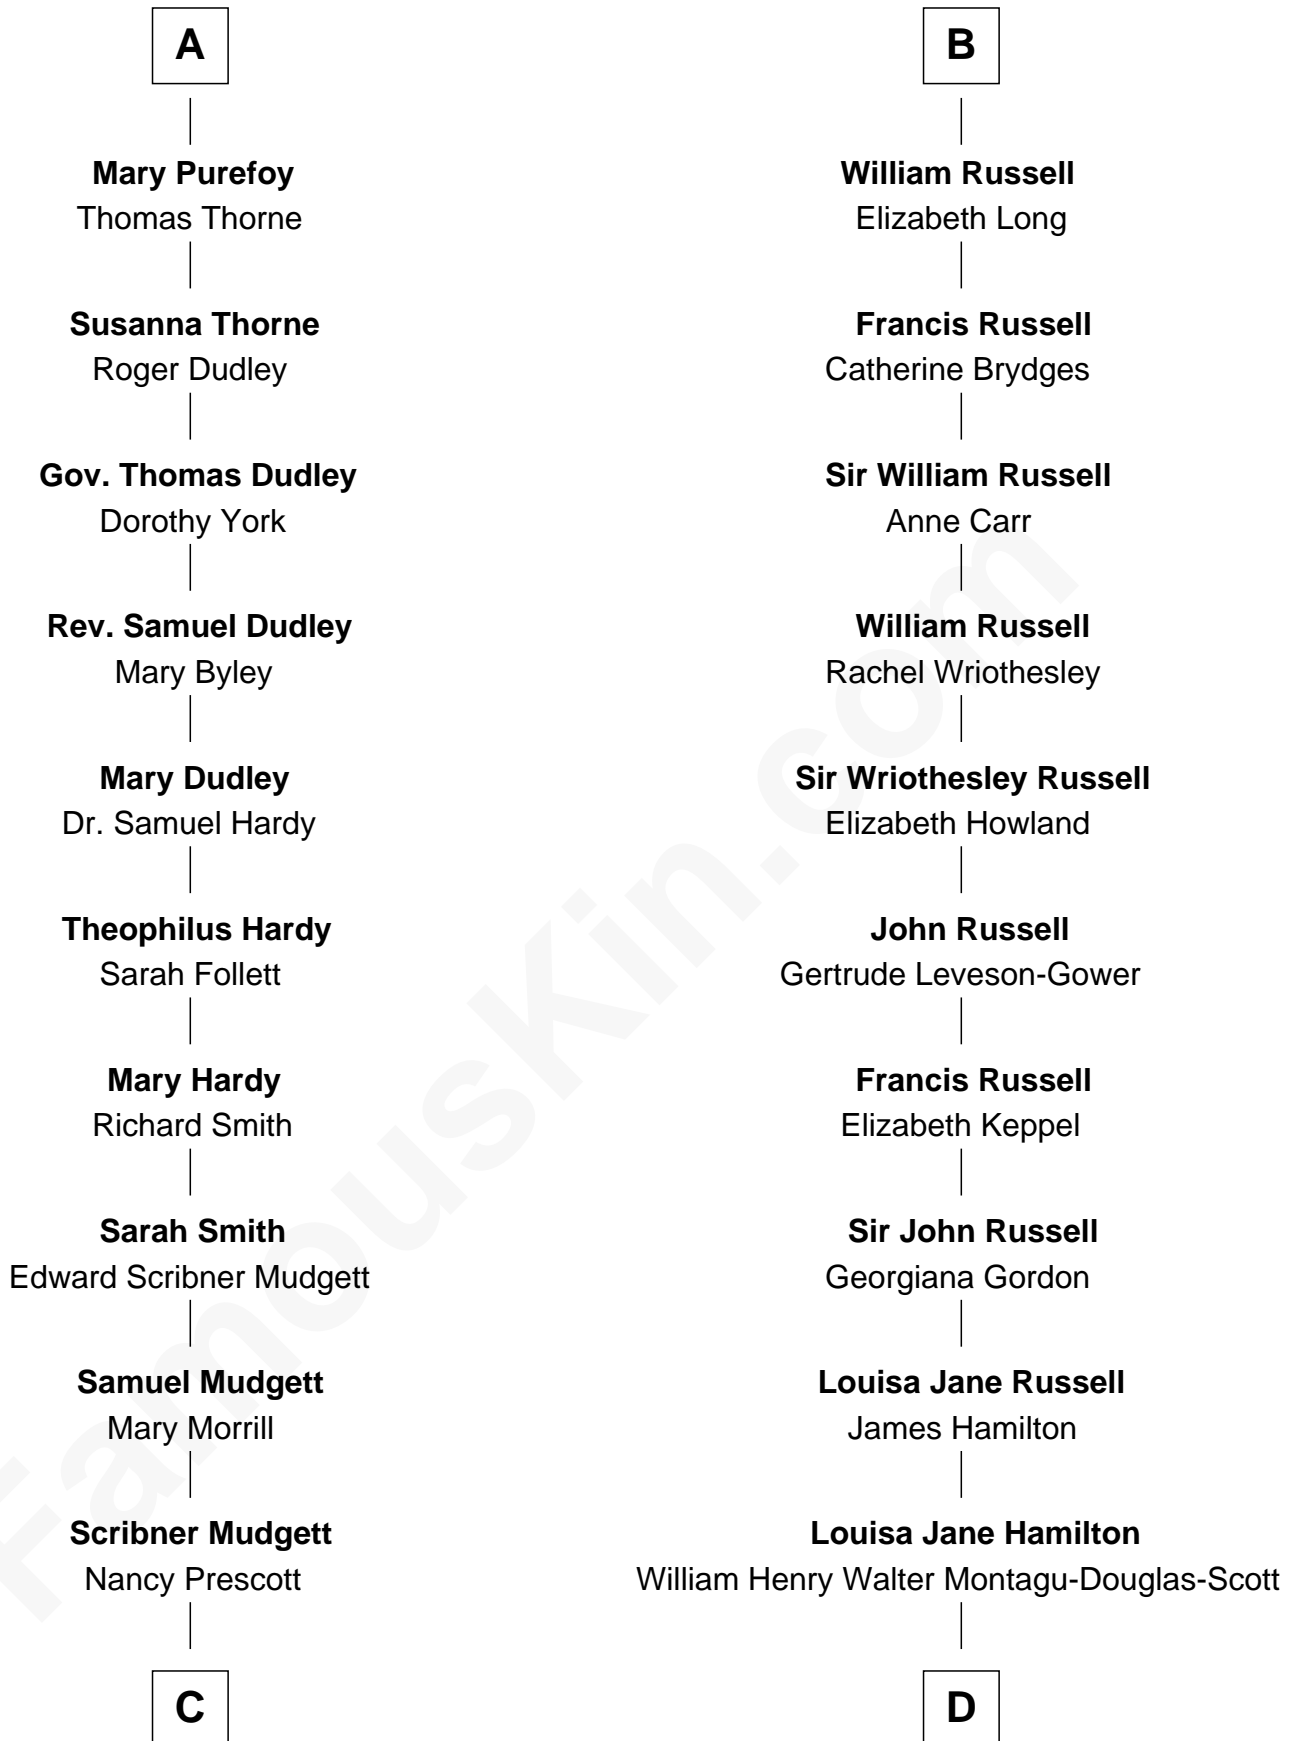 A
Mary Purefoy
Thomas Thorne
Susanna Thorne
Roger Dudley
Gov. Thomas Dudley
Dorothy York
Rev. Samuel Dudley
Mary Byley
Mary Dudley
Dr. Samuel Hardy
Theophilus Hardy
Sarah Follett
Mary Hardy
Richard Smith
Sarah Smith
Edward Scribner Mudgett
Samuel Mudgett
Mary Morrill
Scribner Mudgett
Nancy Prescott
C
B
William Russell
Elizabeth Long
Francis Russell
Catherine Brydges
Sir William Russell
Anne Carr
William Russell
Rachel Wriothesley
Sir Wriothesley Russell
Elizabeth Howland
John Russell
Gertrude Leveson-Gower
Francis Russell
Elizabeth Keppel
Sir John Russell
Georgiana Gordon
Louisa Jane Russell
James Hamilton
Louisa Jane Hamilton
William Henry Walter Montagu-Douglas-Scott
D
FamousKin.com